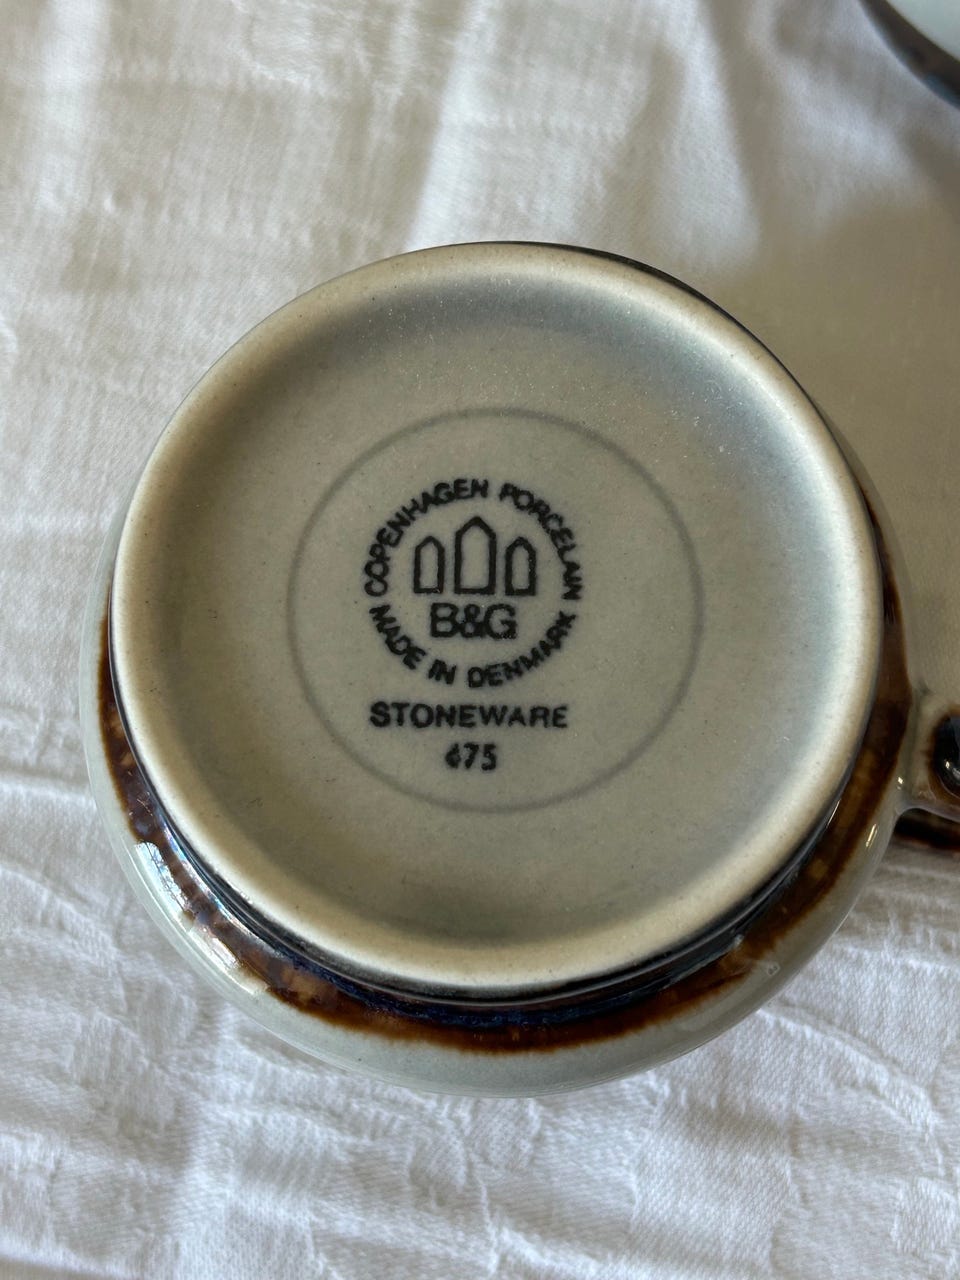 COPENHAGEN PORCELAIN
B&G
MADE IN DENMARK
STONEWARE
675